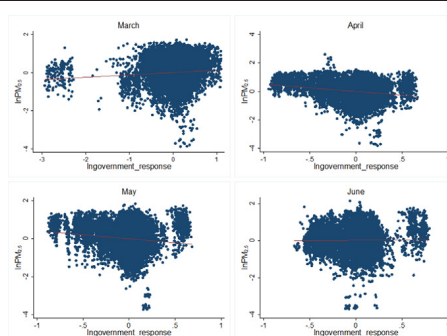 March
lnPM2.5
2
0
-2
-4
-3 -2 -1 0 1
lngovernment_response
April
lnPM2.5
4
2
0
-2
-4
-1 -.5 0 .5 1
lngovernment_response
May
lnPM2.5
2
0
-2
-4
-1 -.5 0 .5 1
lngovernment_response
June
lnPM2.5
2
0
-2
-4
-1 -.5 0 .5 1
lngovernment_response